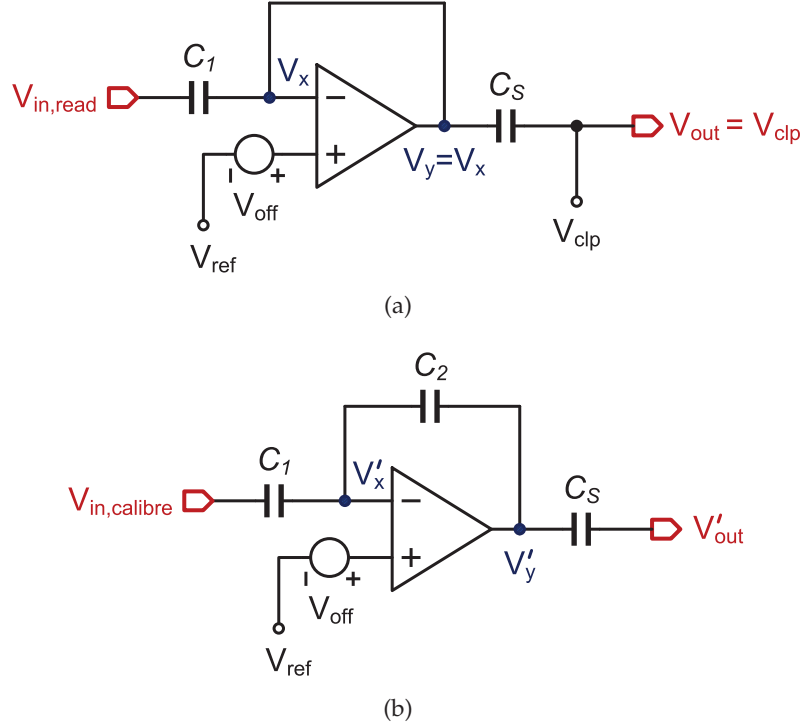 C1
Vin,read
Vx
−
+
CS
Vout = Vclp
Vy=Vx
Voff
Vref
Vclp
(a)
C2
C1
V′x
CS
Vin,calibre
−
+
V′out
V′y
Voff
Vref
(b)